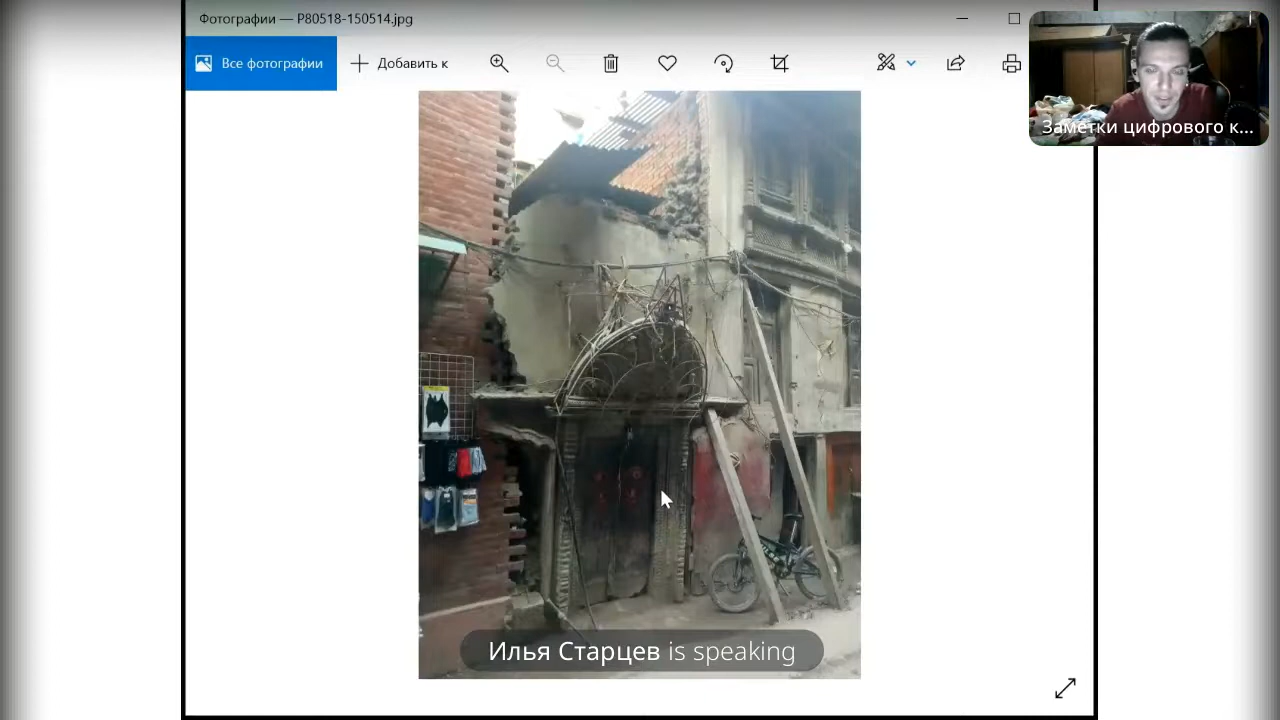 Фотографии — P80518-150514.jpg
Все фотографии
Добавить к
Заметки цифрового к...
Илья Старцев is speaking